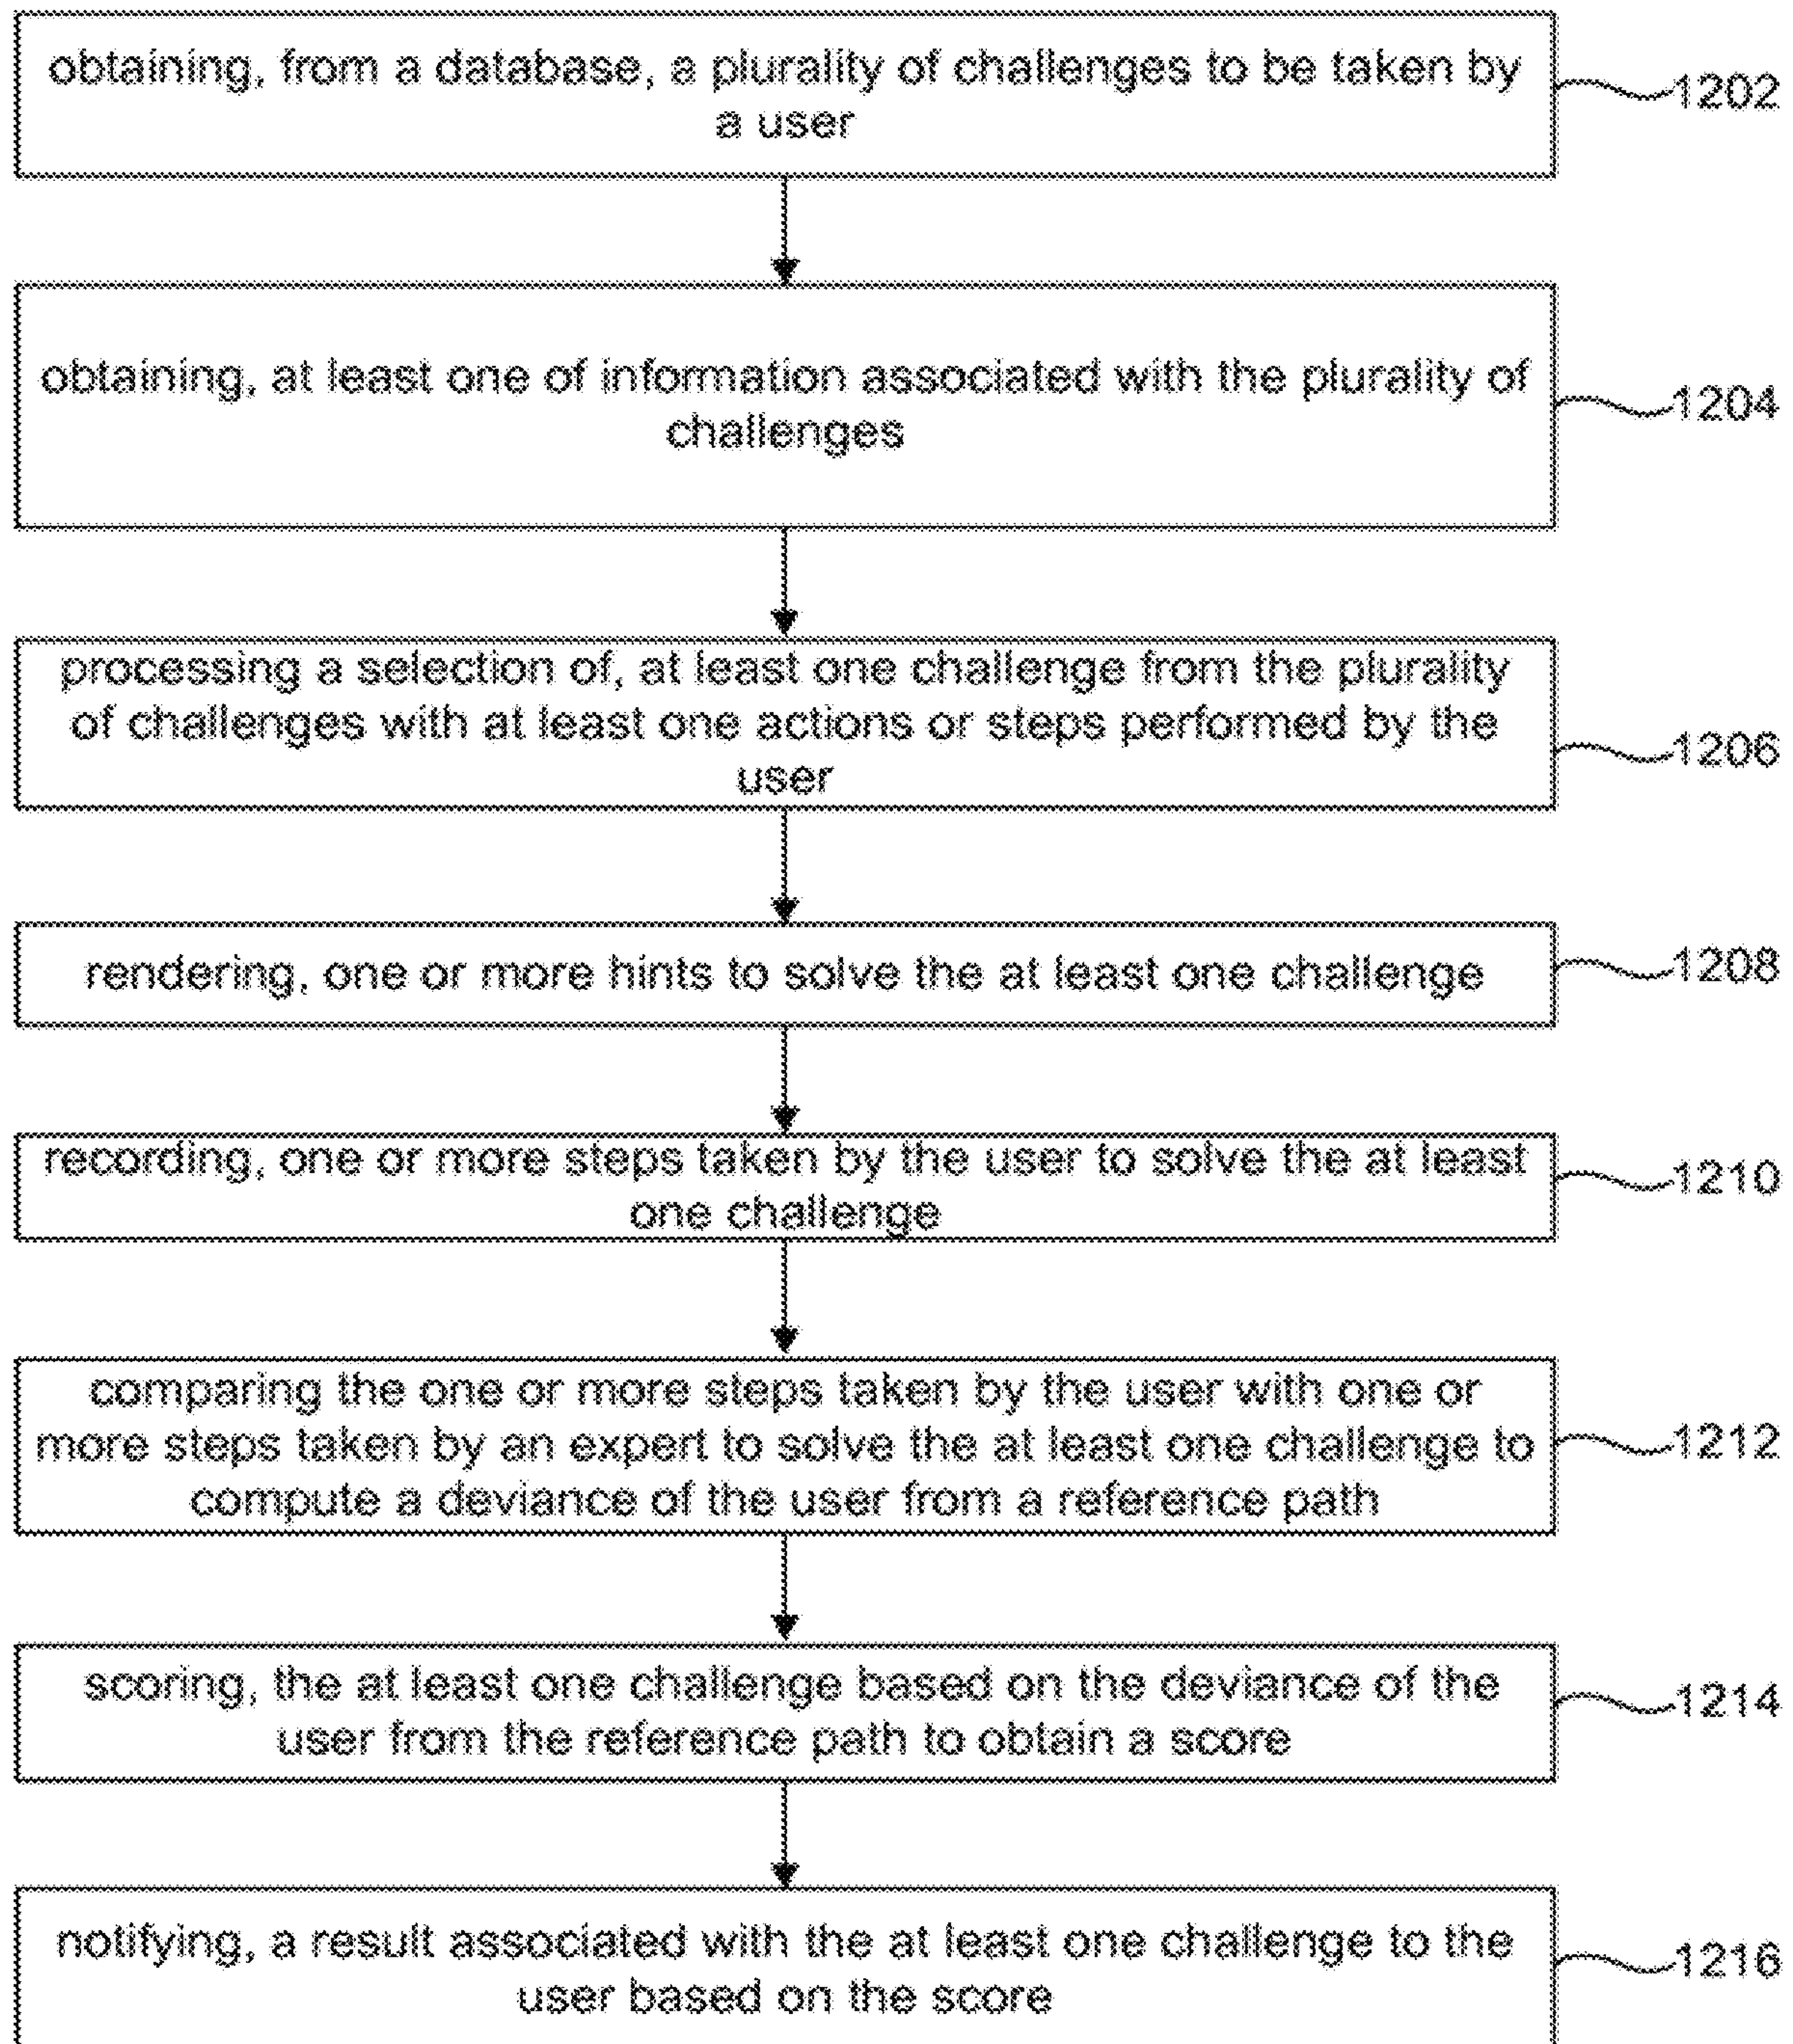 obtaining, from a database, a plurality of challenges to be taken by
a user
1202
obtaining, at least one of information associated with the plurality of
challenges
1204
processing a selection of, at least one challenge from the plurality
of challenges with at least one actions or steps performed by the
user
1206
rendering, one or more hints to solve the at least one challenge
1208
recording, one or more steps taken by the user to solve the at least
one challenge
1210
comparing the one or more steps taken by the user with one or
more steps taken by an expert to solve the at least one challenge to
compute a deviance of the user from a reference path
1212
scoring, the at least one challenge based on the deviance of the
user from the reference path to obtain a score
1214
notifying, a result associated with the at least one challenge to the
user based on the score
1216